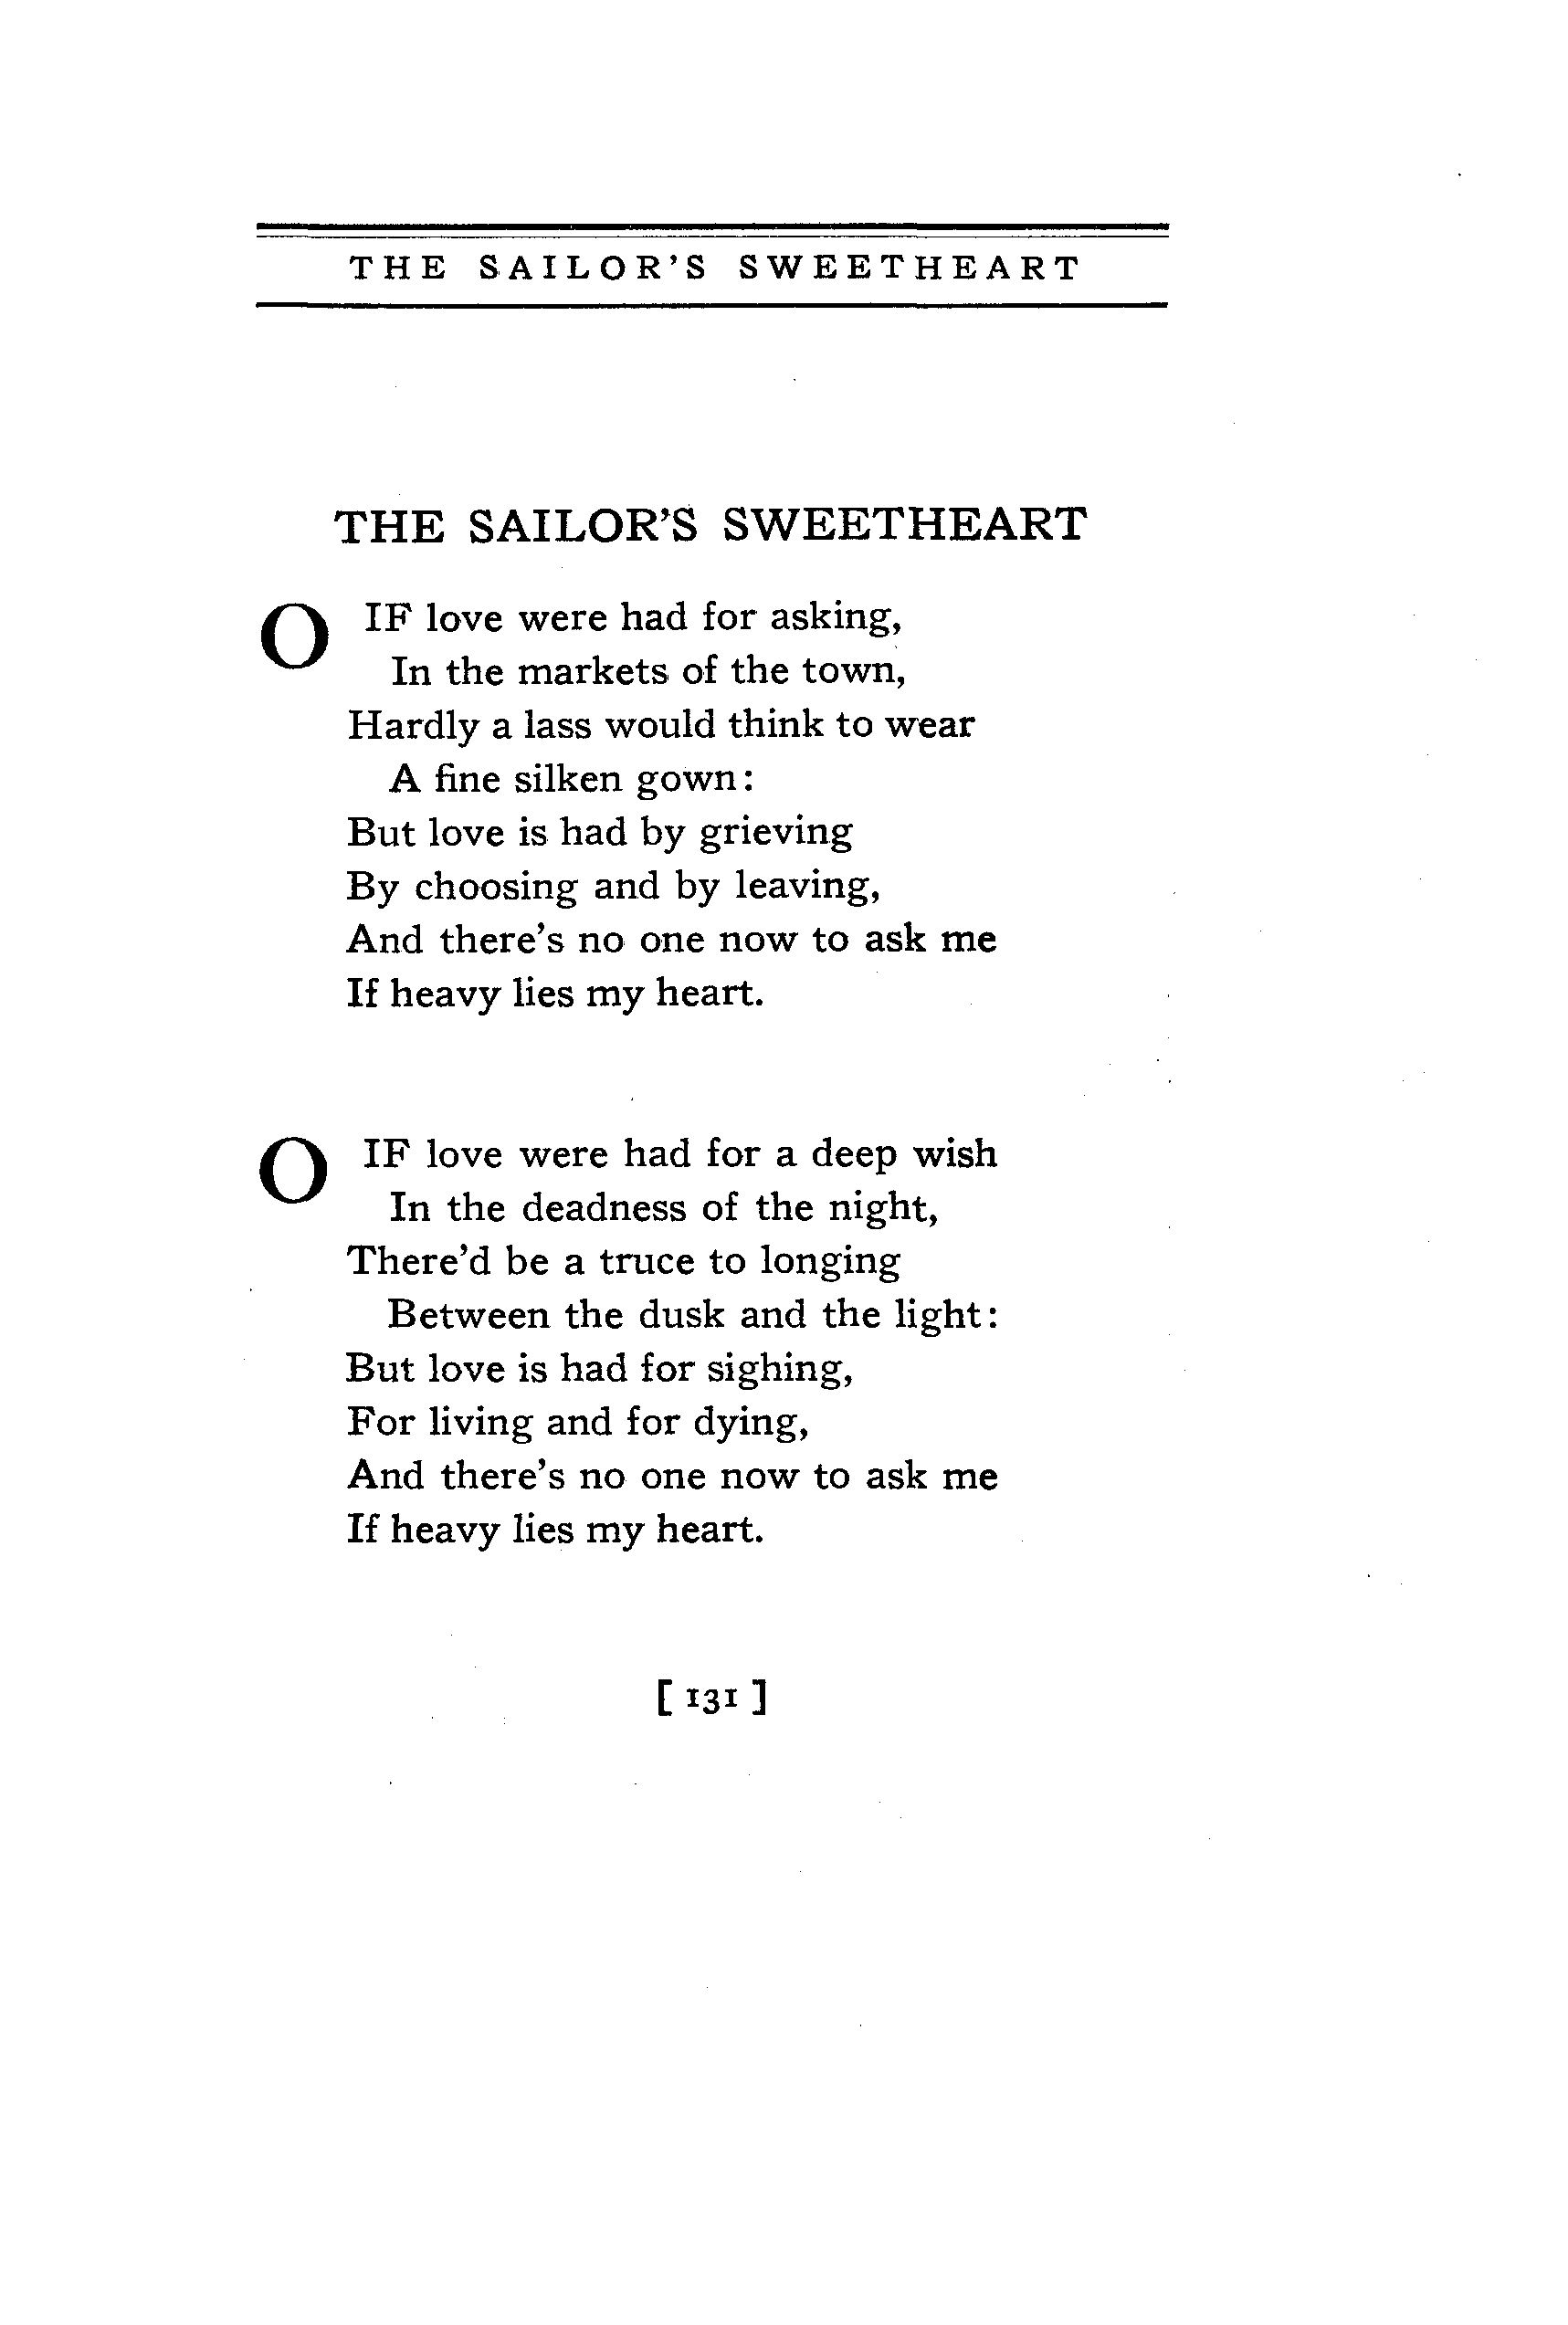 THE SAILOR'S SWEETHEART
THE SAILOR'S SWEETHEART
O IF love were had for asking,
In the markets of the town,
Hardly a lass would think to wear
A fine silken gown:
But love is had by grieving
By choosing and by leaving,
And there's no one now to ask me
If heavy lies my heart.
O IF love were had for a deep wish
In the deadness of the night,
There'd be a truce to longing
Between the dusk and the light:
But love is had for sighing,
For living and for dying,
And there's no one now to ask me
If heavy lies my heart.
[ 131 ]